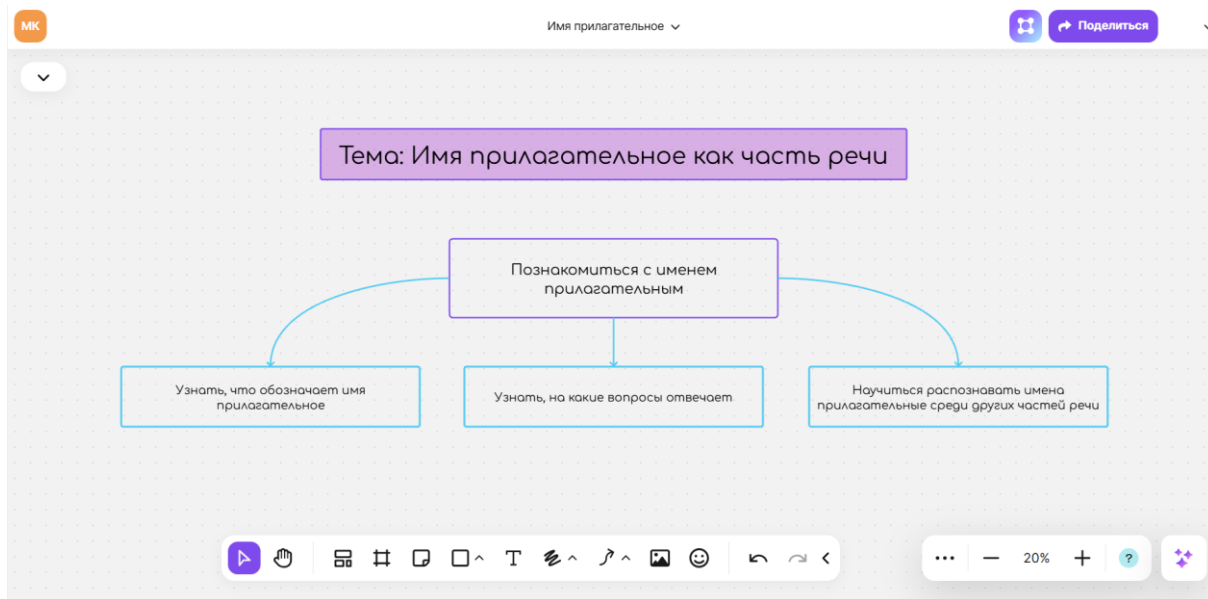 МК
Имя прилагательное
Поделиться
Тема: Имя прилагательное как часть речи
Познакомиться с именем
прилагательным
Узнать, что обозначает имя
прилагательное
Узнать, на какие вопросы отвечает
Научиться распознавать имена
прилагательные среди других частей речи
T
20%
?